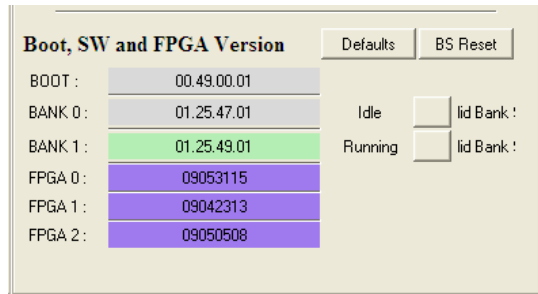 Boot, SW and FPGA Version Defaults BS Reset
BOOT : 00.49.00.01
BANK 0 : 01.25.47.01 Idle lid Bank
BANK 1 : 01.25.49.01 Running lid Bank
FPGA 0 : 09053115
FPGA 1 : 09042313
FPGA 2 : 09050508